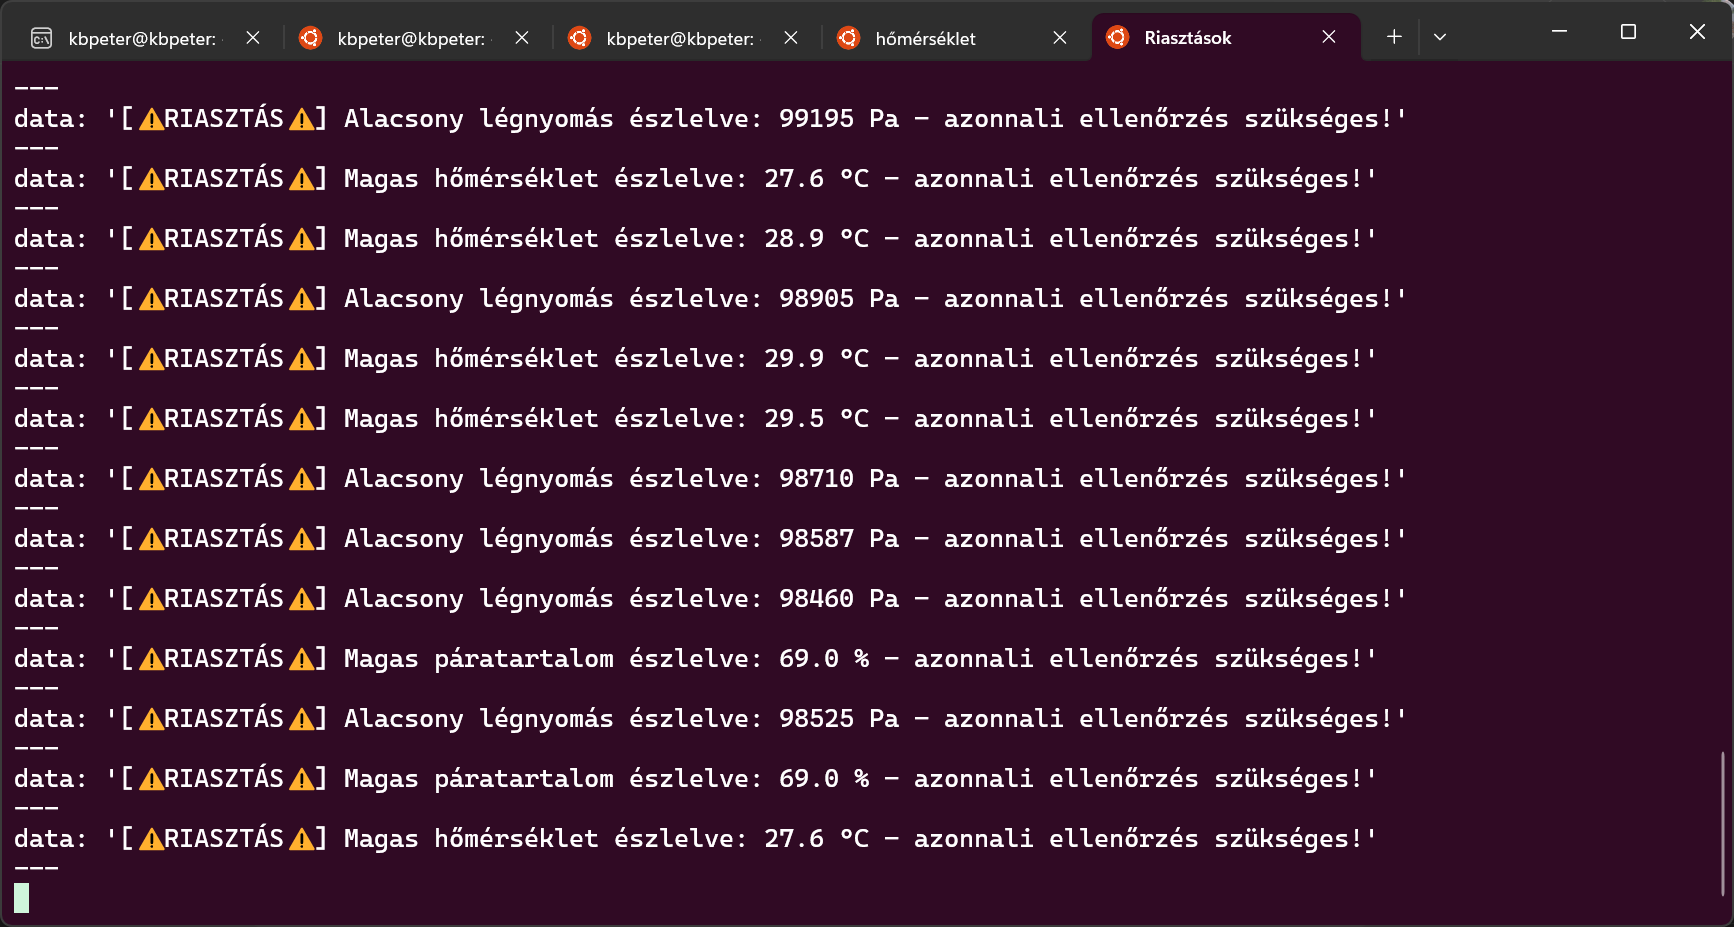 kbpeter@kbpeter: kbpeter@kbpeter: kbpeter@kbpeter: hőmérséklet Riasztások
---
data: '[⚠️RIASZTÁS⚠️] Alacsony légnyomás észlelve: 99195 Pa – azonnali ellenőrzés szükséges!'
---
data: '[⚠️RIASZTÁS⚠️] Magas hőmérséklet észlelve: 27.6 °C – azonnali ellenőrzés szükséges!'
---
data: '[⚠️RIASZTÁS⚠️] Magas hőmérséklet észlelve: 28.9 °C – azonnali ellenőrzés szükséges!'
---
data: '[⚠️RIASZTÁS⚠️] Alacsony légnyomás észlelve: 98905 Pa – azonnali ellenőrzés szükséges!'
---
data: '[⚠️RIASZTÁS⚠️] Magas hőmérséklet észlelve: 29.9 °C – azonnali ellenőrzés szükséges!'
---
data: '[⚠️RIASZTÁS⚠️] Magas hőmérséklet észlelve: 29.5 °C – azonnali ellenőrzés szükséges!'
---
data: '[⚠️RIASZTÁS⚠️] Alacsony légnyomás észlelve: 98710 Pa – azonnali ellenőrzés szükséges!'
---
data: '[⚠️RIASZTÁS⚠️] Alacsony légnyomás észlelve: 98587 Pa – azonnali ellenőrzés szükséges!'
---
data: '[⚠️RIASZTÁS⚠️] Alacsony légnyomás észlelve: 98460 Pa – azonnali ellenőrzés szükséges!'
---
data: '[⚠️RIASZTÁS⚠️] Magas páratartalom észlelve: 69.0 % – azonnali ellenőrzés szükséges!'
---
data: '[⚠️RIASZTÁS⚠️] Alacsony légnyomás észlelve: 98525 Pa – azonnali ellenőrzés szükséges!'
---
data: '[⚠️RIASZTÁS⚠️] Magas páratartalom észlelve: 69.0 % – azonnali ellenőrzés szükséges!'
---
data: '[⚠️RIASZTÁS⚠️] Magas hőmérséklet észlelve: 27.6 °C – azonnali ellenőrzés szükséges!'
---